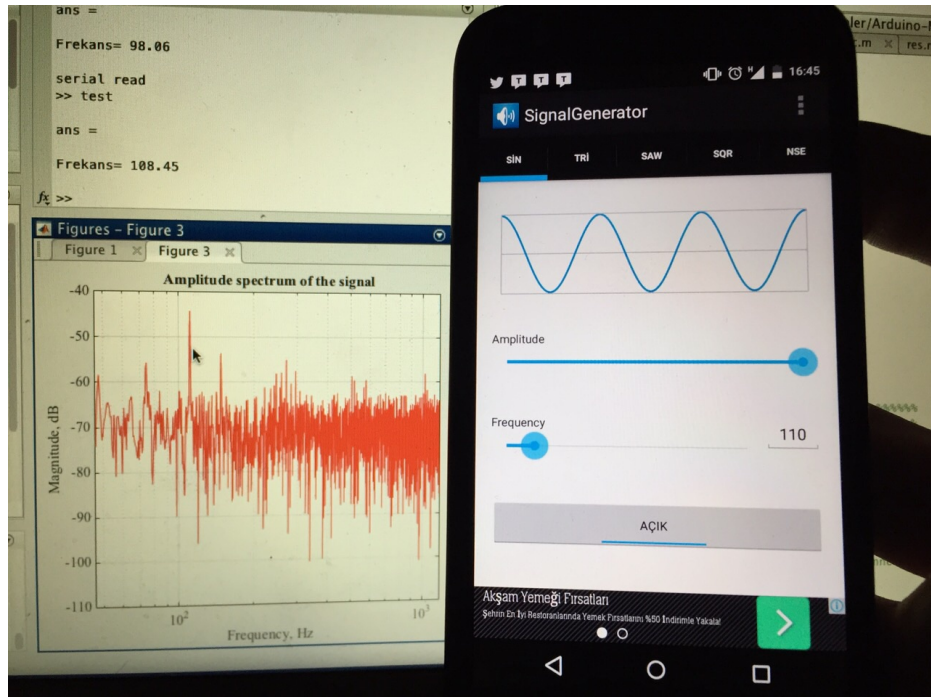 ans =
Frekans= 98.06
serial read
>> test
ans =
Frekans= 108.45
fx >>
Figures - Figure 3
Figure 1
Figure 3
Amplitude spectrum of the signal
-40
-50
-60
-70
-80
-90
-100
-110
Magnitude, dB
10²
10³
Frequency, Hz
ler/Arduino-
.m
res.
16:45
SignalGenerator
SİN
TRİ
SAW
SQR
NSE
Amplitude
Frequency
110
AÇIK
Akşam Yemeği Fırsatları
Şehrin En İyi Restoranlarında Yemek Fırsatlarını %50 İndirimle Yakala!